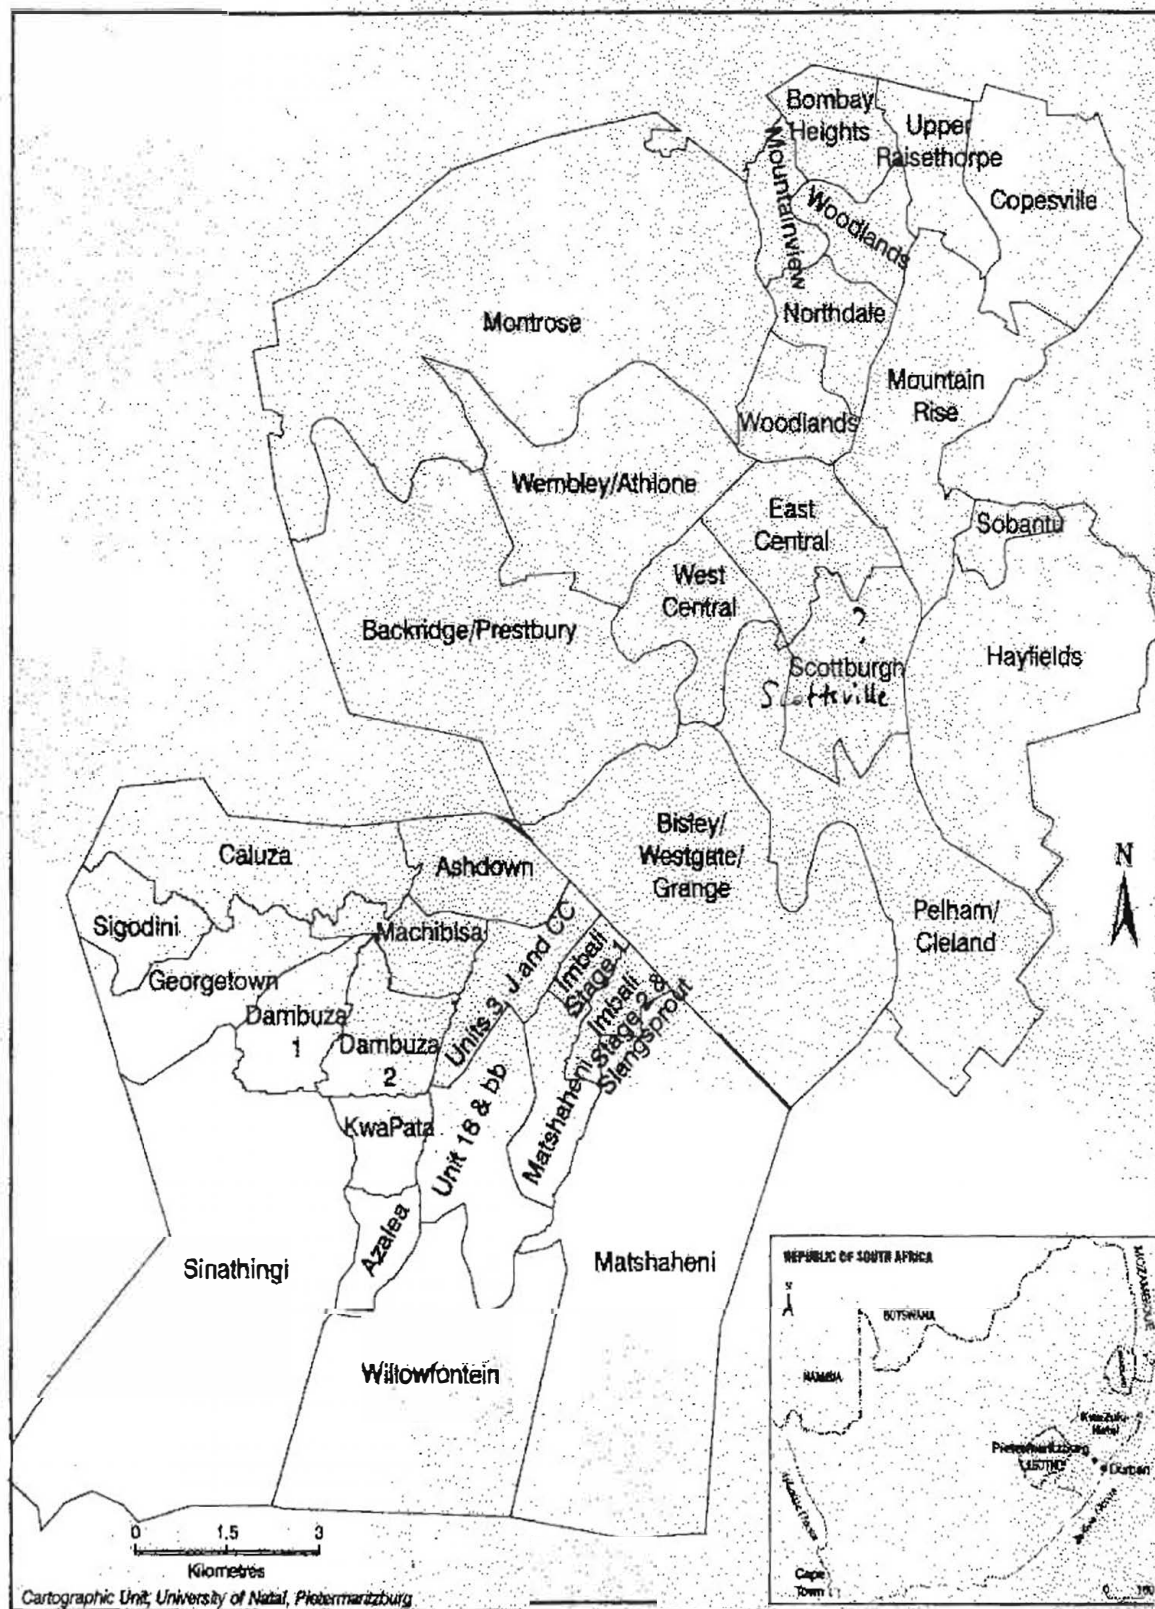 Bombay
Heights
Upper
Raisethorpe
Copesville
Mountainview
Woodlands
Northdale
Montrose
Mountain
Rise
Woodlands
Wembley/Athlone
East
Central
Sobantu
West
Central
?
Backridge/Prestbury
Scottburgh
Scottsville
Hayfields
Bisley/
Westgate/
Grange
Caluza
Ashdown
N
Pelham/
Cleland
Sigodini
Machibisa
Georgetown
Units 3, J and CC
Imbali
Stage 1
Imbali
Stage 2 &
Slangsprout
Dambuza
1
Dambuza
2
Matshaheni
KwaPata
Unit 18 & bb
Azalea
Sinathingi
Matshaheni
Willowfontein
REPUBLIC OF SOUTH AFRICA
N
MOZAMBIQUE
BOTSWANA
NAMIBIA
KwaZulu-
Natal
Pietermaritzburg
LESOTHO
Durban
Cape
Town
0 1.5 3
Kilometres
Cartographic Unit, University of Natal, Pietermaritzburg